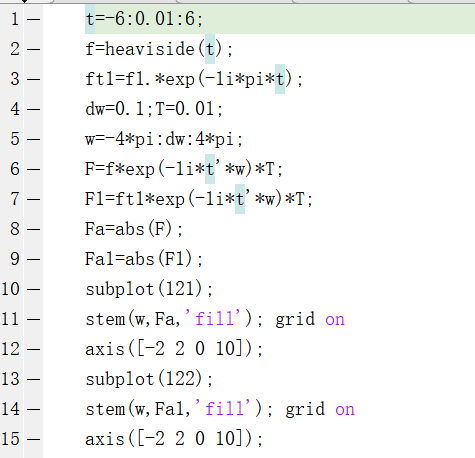 1 – t=-6:0.01:6;
2 – f=heaviside(t);
3 – ft1=f1.*exp(-1i*pi*t);
4 – dw=0.1;T=0.01;
5 – w=-4*pi:dw:4*pi;
6 – F=f*exp(-1i*t'*w)*T;
7 – F1=ft1*exp(-1i*t'*w)*T;
8 – Fa=abs(F);
9 – Fa1=abs(F1);
10 – subplot(121);
11 – stem(w,Fa,'fill'); grid on
12 – axis([-2 2 0 10]);
13 – subplot(122);
14 – stem(w,Fa1,'fill'); grid on
15 – axis([-2 2 0 10]);